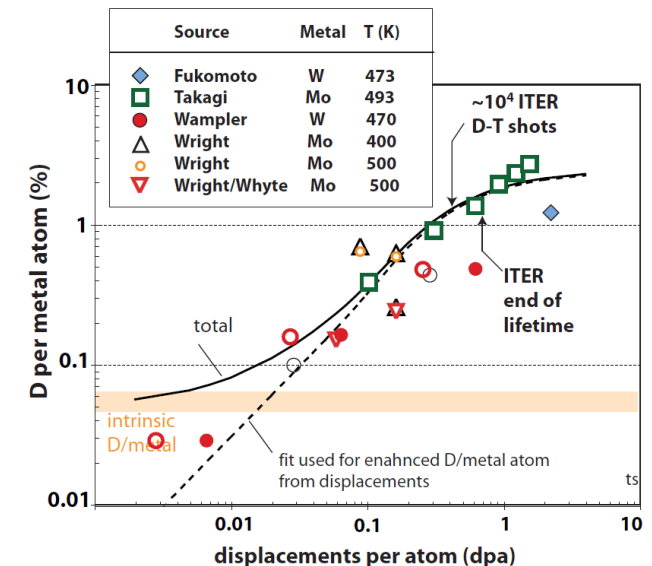 Source Metal T (K)
Fukomoto W 473
Takagi Mo 493
Wampler W 470
Wright Mo 400
Wright Mo 500
Wright/Whyte Mo 500
10
~10⁴ ITER
D-T shots
1
ITER
end of
lifetime
total
0.1
intrinsic
D/metal
fit used for enahnced D/metal atom
from displacements
ts
0.01
0.01 0.1 1 10
D per metal atom (%)
displacements per atom (dpa)